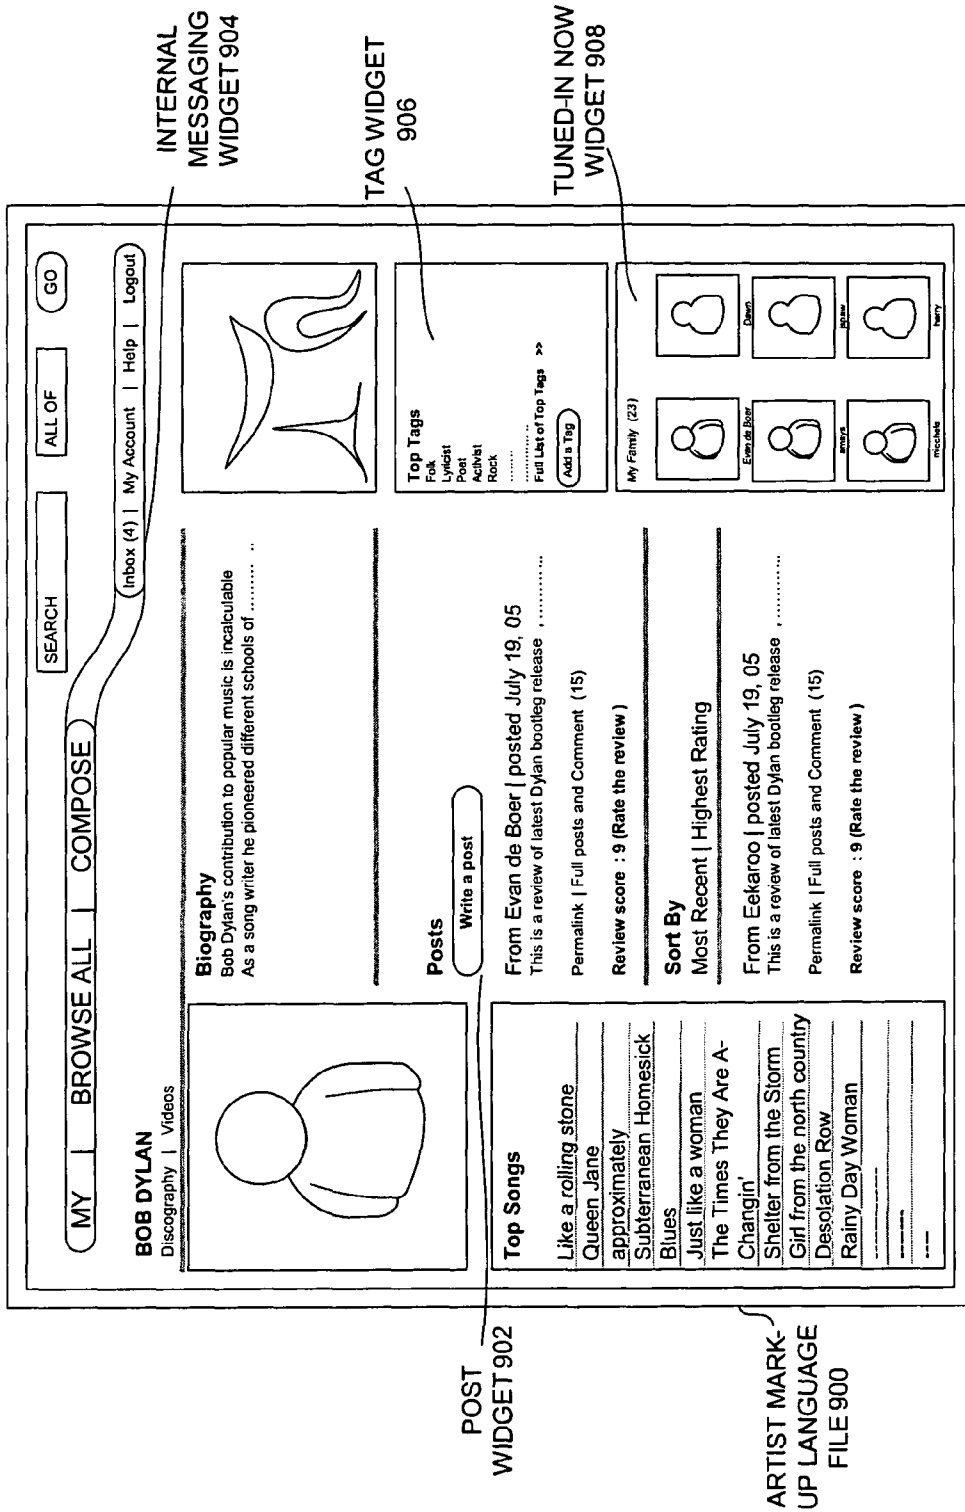 INTERNAL
MESSAGING
WIDGET 904
TAG WIDGET
906
TUNED-IN NOW
WIDGET 908
SEARCH
ALL OF
GO
MY | BROWSE ALL | COMPOSE
Inbox (4) | My Account | Help | Logout
BOB DYLAN
Discography | Videos
Biography
Bob Dylan's contribution to popular music is incalculable
As a song writer he pioneered different schools of ......... ..
Posts
Write a post
From Evan de Boer | posted July 19, 05
This is a review of latest Dylan bootleg release , ............
Permalink | Full posts and Comment (15)
Review score : 9 (Rate the review )
Sort By
Most Recent | Highest Rating
From Eekaroo | posted July 19, 05
This is a review of latest Dylan bootleg release , ............
Permalink | Full posts and Comment (15)
Review score : 9 (Rate the review )
Top Songs
Like a rolling stone
Queen Jane
approximately
Subterranean Homesick
Blues
Just like a woman
The Times They Are A-
Changin'
Shelter from the Storm
Girl from the north country
Desolation Row
Rainy Day Woman
Top Tags
Folk
Lyricist
Poet
Activist
Rock
Full List of Top Tags >>
Add a Tag
My Family (23)
Evan de Boer
Dawn
michele
harry
POST
WIDGET 902
ARTIST MARK-
UP LANGUAGE
FILE 900